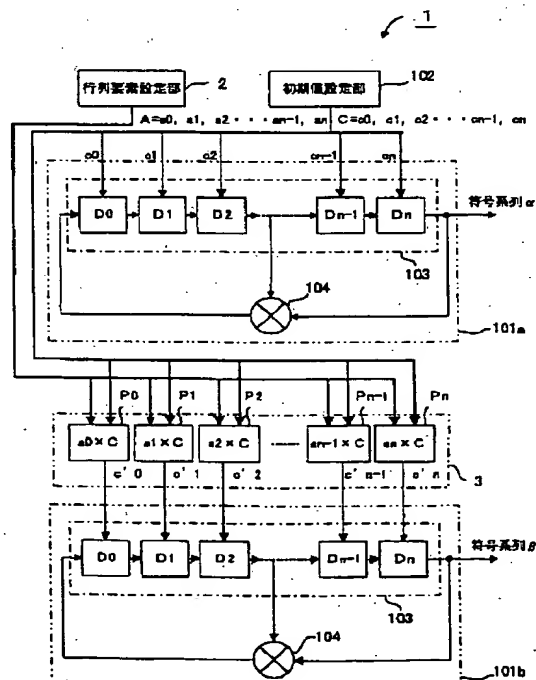 1
2
102
行列要素設定部
初期値設定部
A=a0, a1, a2・・・an-1, an
C=c0, c1, c2・・・cn-1, cn
c0 c1 c2 cn-1 cn
D0 D1 D2 Dn-1 Dn
符号系列α
103
104
101a
P0 P1 P2 Pn-1 Pn
a0×C a1×C a2×C an-1×C an×C
c'0 c'1 c'2 c'n-1 c'n
3
D0 D1 D2 Dn-1 Dn
符号系列β
103
104
101b